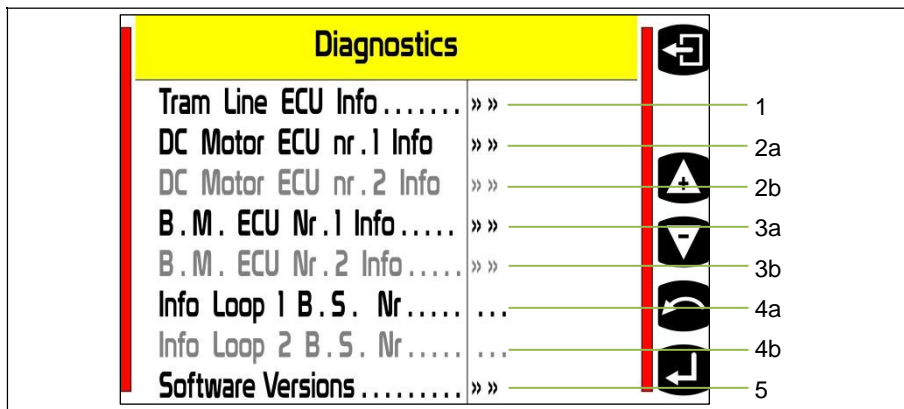 Diagnostics
Tram Line ECU Info....... »» 1
DC Motor ECU nr.1 Info »» 2a
DC Motor ECU nr.2 Info »» 2b
B.M. ECU Nr.1 Info..... »» 3a
B.M. ECU Nr.2 Info..... »» 3b
Info Loop 1 B.S. Nr..... ... 4a
Info Loop 2 B.S. Nr..... ... 4b
Software Versions......... »» 5